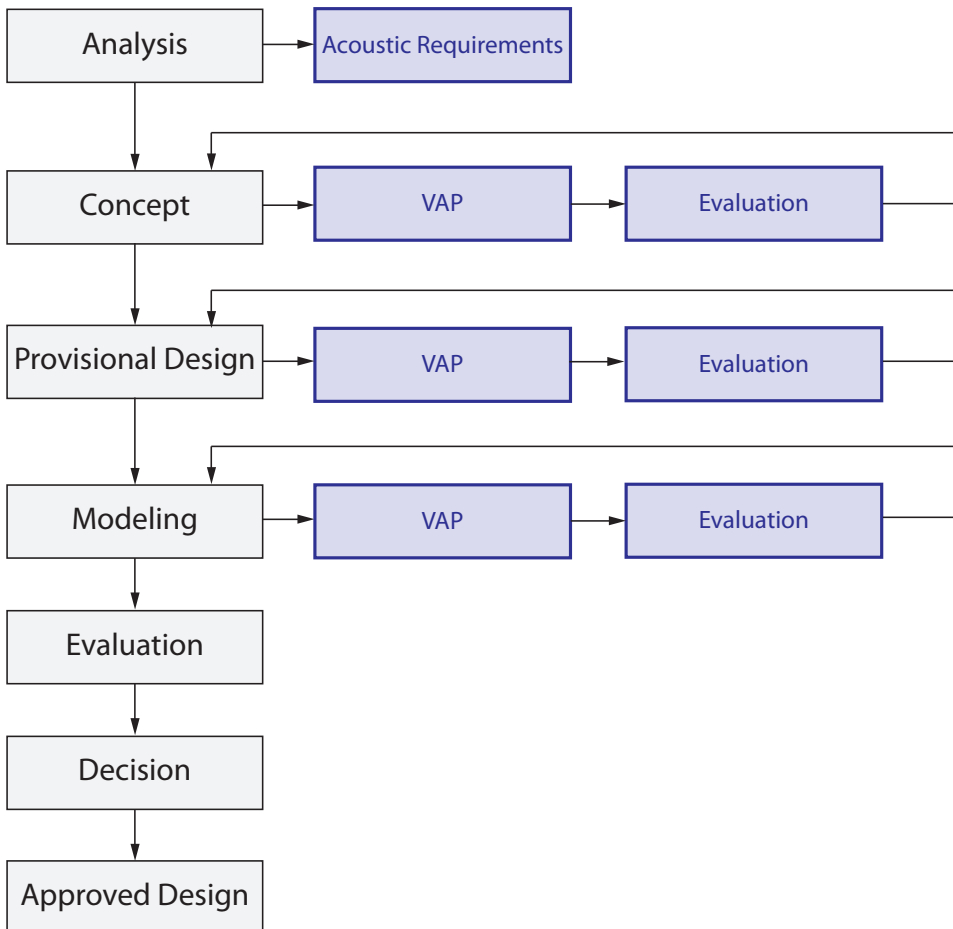 Analysis
Acoustic Requirements
Concept
VAP
Evaluation
Provisional Design
VAP
Evaluation
Modeling
VAP
Evaluation
Evaluation
Decision
Approved Design